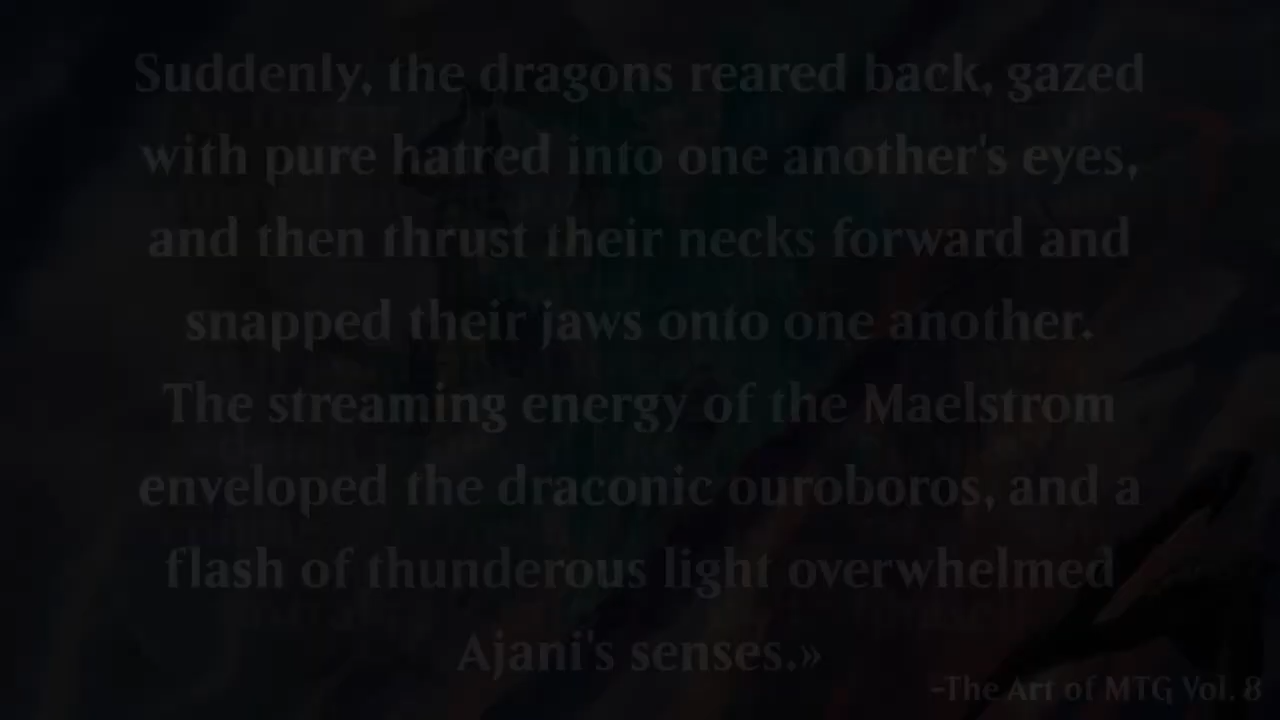 Suddenly, the dragons reared back, gazed
with pure hatred into one another's eyes,
and then thrust their necks forward and
snapped their jaws onto one another.
The streaming energy of the Maelstrom
enveloped the draconic ouroboros, and a
flash of thunderous light overwhelmed
Ajani's senses.»
-The Art of MTG Vol. 8